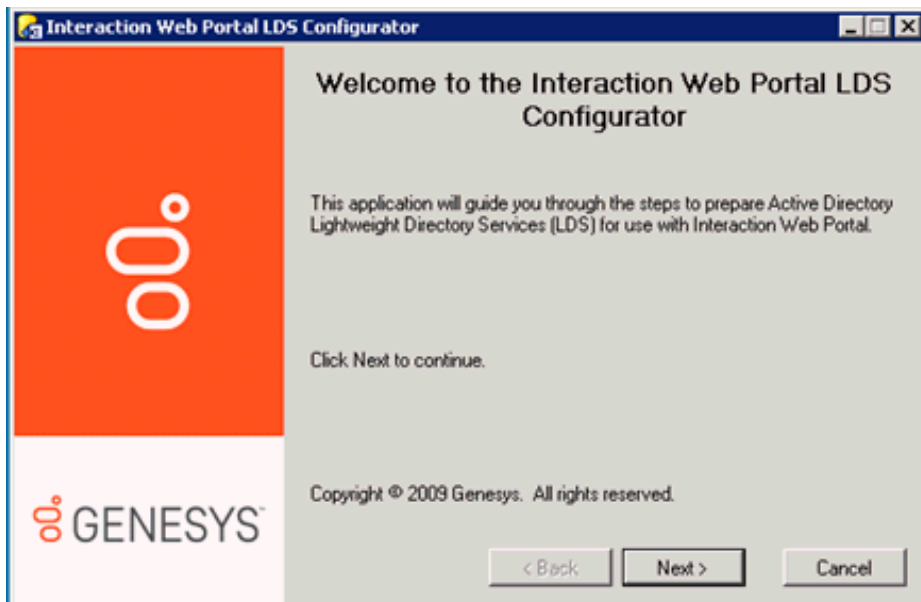 Interaction Web Portal LDS Configurator
Welcome to the Interaction Web Portal LDS
Configurator
This application will guide you through the steps to prepare Active Directory
Lightweight Directory Services (LDS) for use with Interaction Web Portal.
Click Next to continue.
Copyright © 2009 Genesys. All rights reserved.
GENESYS™
< Back
Next >
Cancel